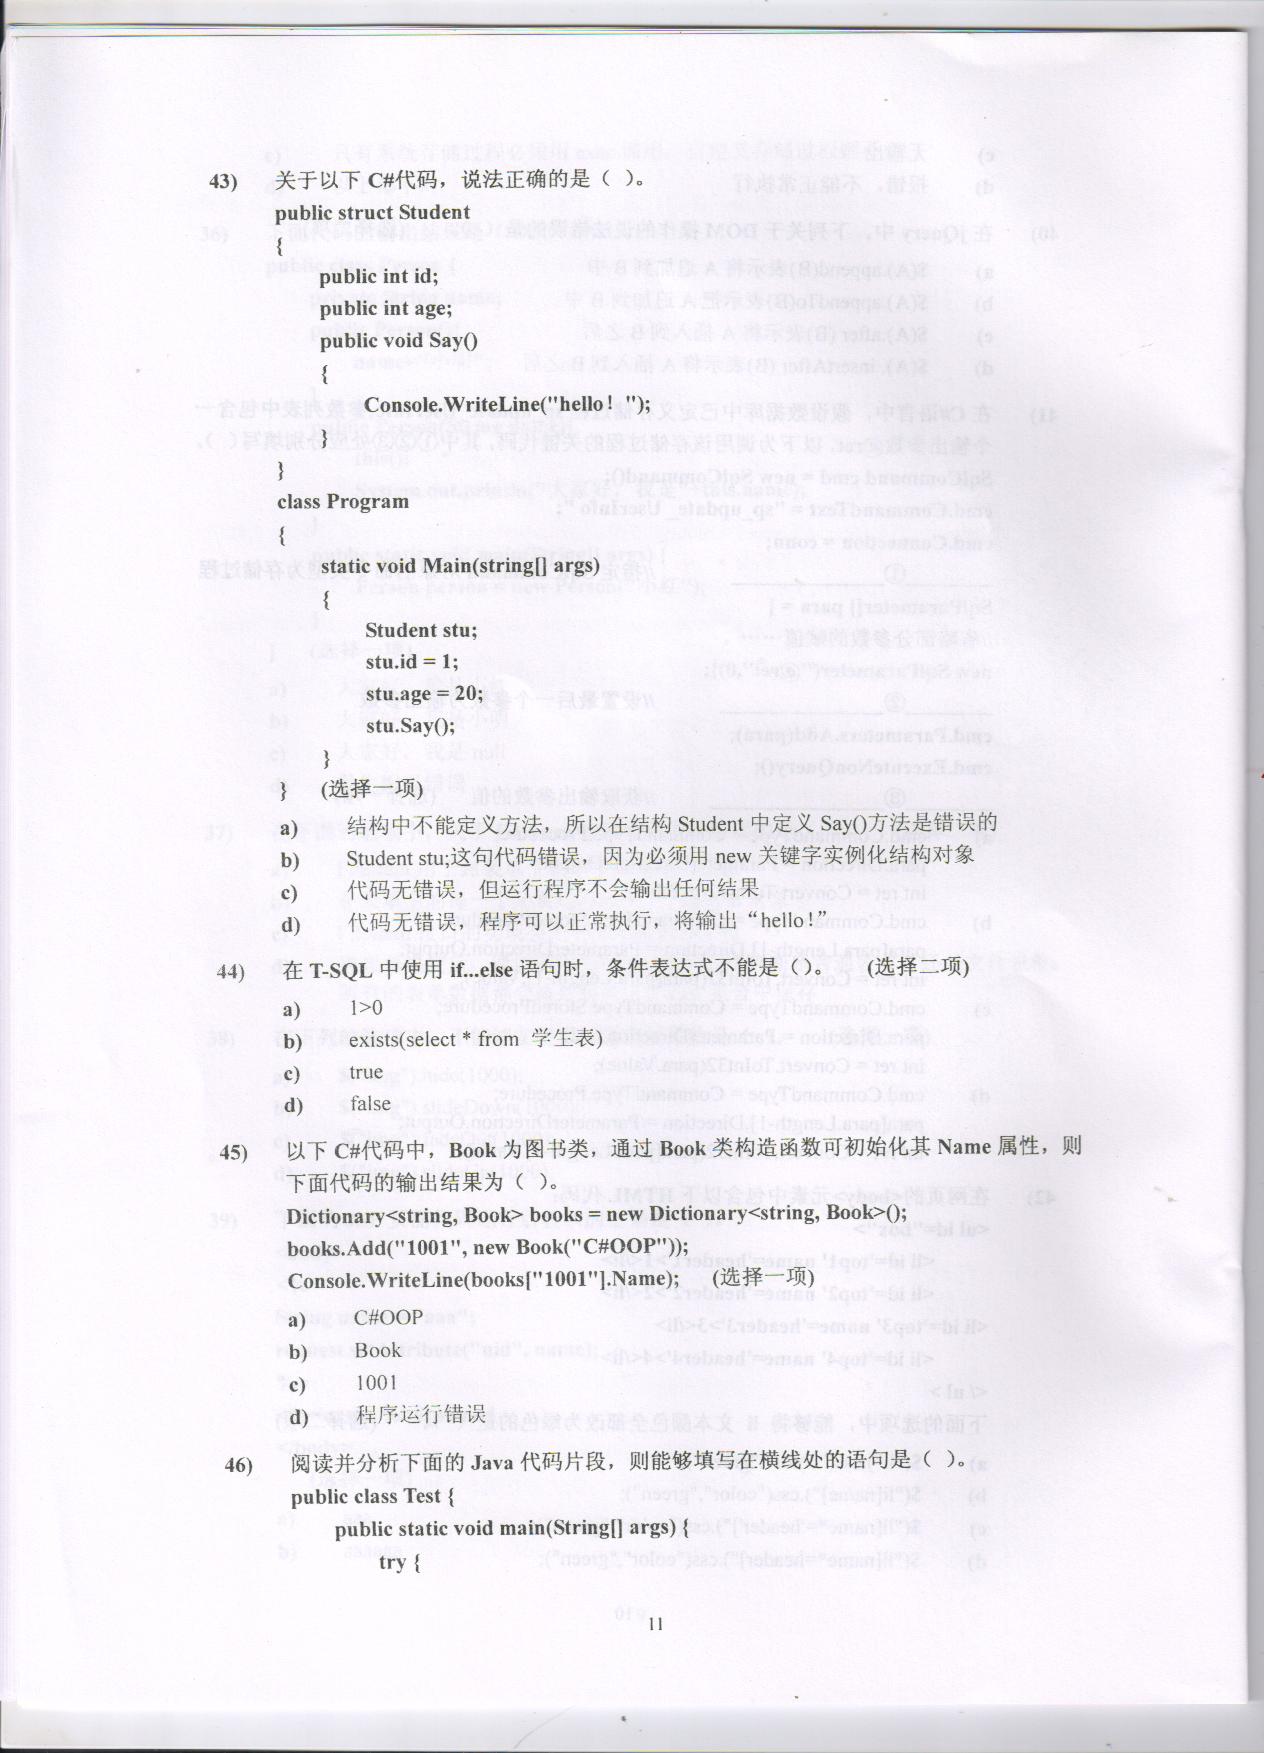 43) 关于以下 C#代码，说法正确的是（ ）。
public struct Student
{
public int id;
public int age;
public void Say()
{
Console.WriteLine("hello！");
}
}
class Program
{
static void Main(string[] args)
{
Student stu;
stu.id = 1;
stu.age = 20;
stu.Say();
}
} (选择一项)
a) 结构中不能定义方法，所以在结构 Student 中定义 Say()方法是错误的
b) Student stu;这句代码错误，因为必须用 new 关键字实例化结构对象
c) 代码无错误，但运行程序不会输出任何结果
d) 代码无错误，程序可以正常执行，将输出“hello！”
44) 在 T-SQL 中使用 if...else 语句时，条件表达式不能是（ ）。 (选择二项)
a) 1>0
b) exists(select * from 学生表)
c) true
d) false
45) 以下 C#代码中，Book 为图书类，通过 Book 类构造函数可初始化其 Name 属性，则
下面代码的输出结果为（ ）。
Dictionary<string, Book> books = new Dictionary<string, Book>();
books.Add("1001", new Book("C#OOP"));
Console.WriteLine(books["1001"].Name); (选择一项)
a) C#OOP
b) Book
c) 1001
d) 程序运行错误
46) 阅读并分析下面的 Java 代码片段，则能够填写在横线处的语句是（ ）。
public class Test {
public static void main(String[] args) {
try {
11